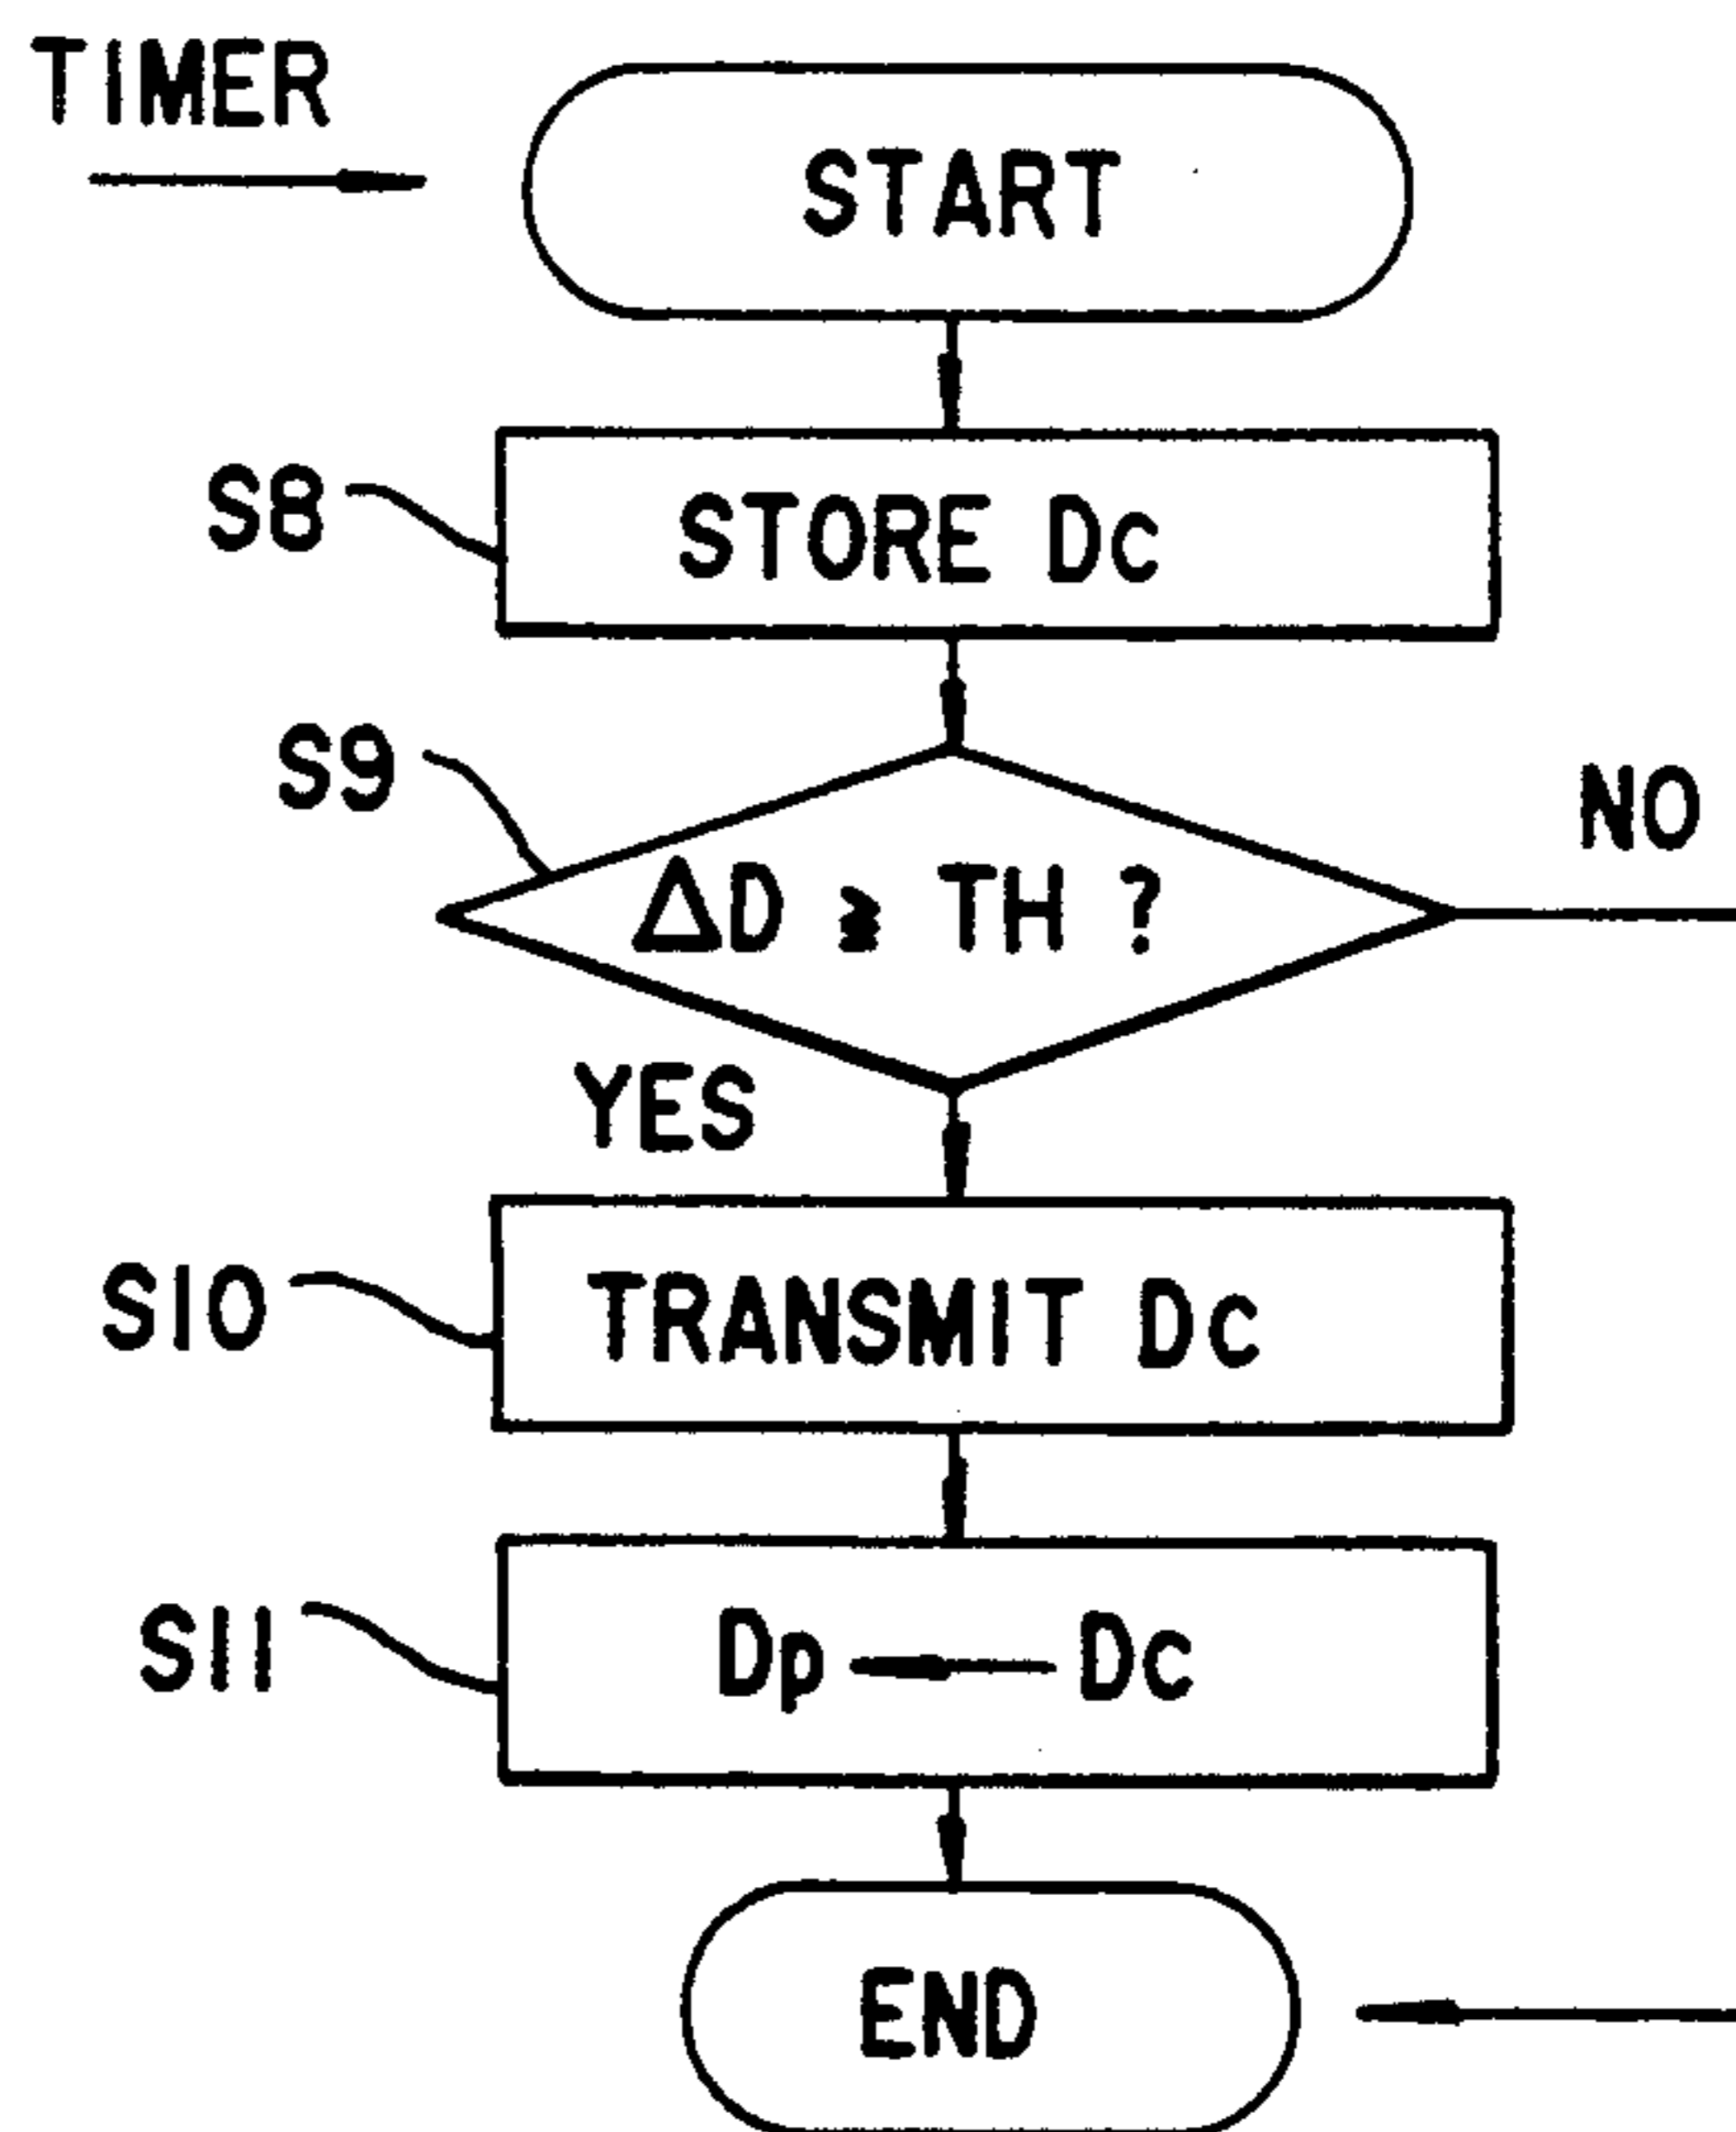 TIMER
START
S8
STORE Dc
S9
NO
ΔD ≧ TH ?
YES
S10
TRANSMIT Dc
S11
Dp ← Dc
END